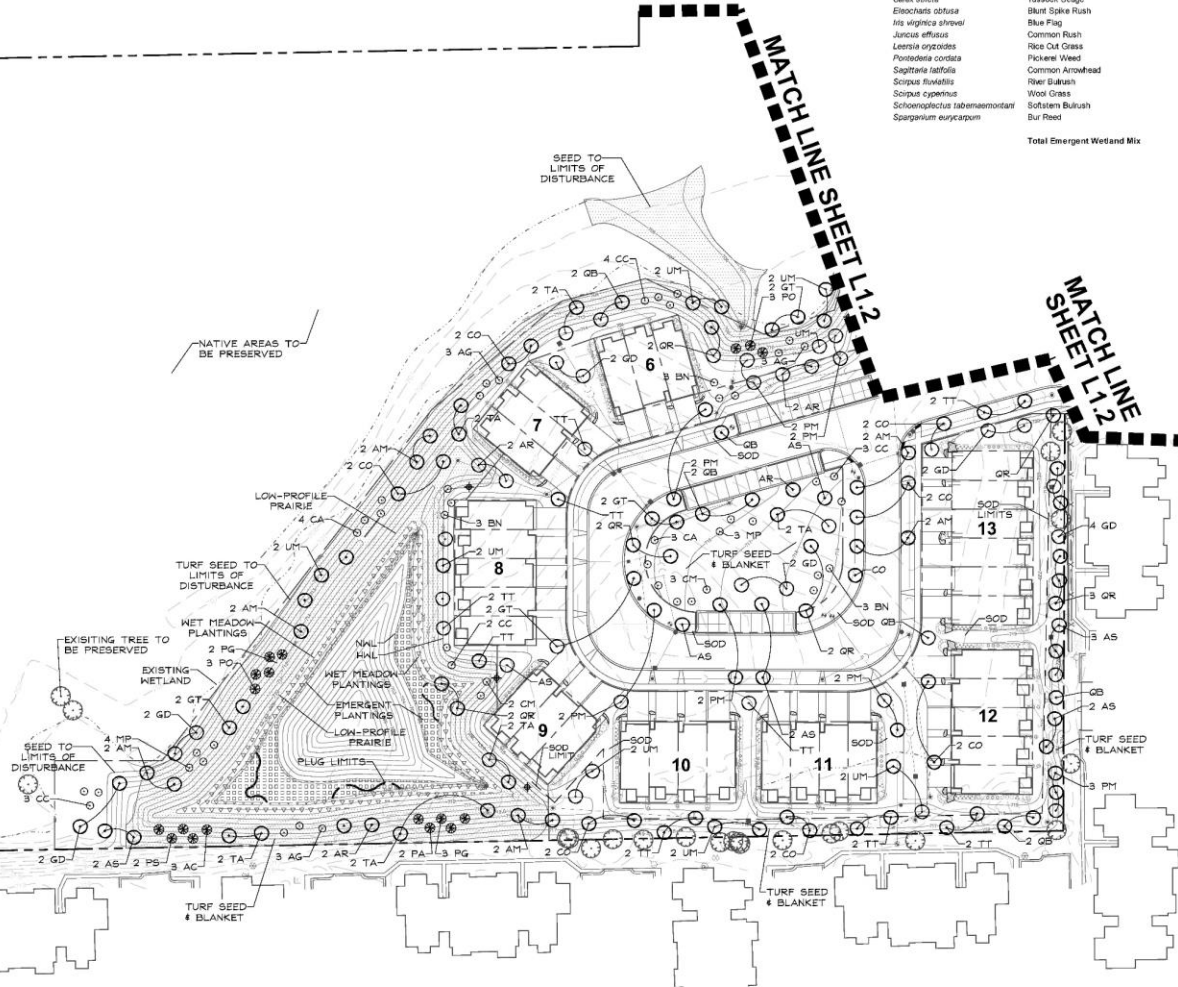 Eleocharis obtusa Blunt Spike Rush
Iris virginica shrevei Blue Flag
Juncus effusus Common Rush
Leersia oryzoides Rice Cut Grass
Pontederia cordata Pickerel Weed
Sagittaria latifolia Common Arrowhead
Scirpus fluviatilis River Bulrush
Scirpus cyperinus Wool Grass
Schoenoplectus tabernaemontani Softstem Bulrush
Sparganium eurycarpum Bur Reed
Total Emergent Wetland Mix
MATCH LINE SHEET L1.2
MATCH LINE
SHEET L1.2
SEED TO
LIMITS OF
DISTURBANCE
4 CC
2 QB
2 UM
2 TA
2 UM
2 GT
3 PO
UM
NATIVE AREAS TO
BE PRESERVED
2 CO
3 AG
2 QR
2 GD
6
3 AG
3 BN
2 AR
2 PM
2 PM
AS
7
TT
2 TA
2 AR
QB
SOD
2 TT
2 CO
2 AM
3 CC
2 AM
2 CO
2 PM
2 QB
AR
2 GD
QR
2 CO
LOW-PROFILE
PRAIRIE
4 CA
3 BN
2 GT
TT
2 QR
2 TA
3 MP
3 CA
SOD
LIMITS
13
2 AM
4 GD
2 UM
2 UM
8
TURF SEED
& BLANKET
2 GD
CO
TURF SEED TO
LIMITS OF
DISTURBANCE
3 CM
2 TT
2 GT
2 CC
TT
3 BN
SOD
QB
3 QR
2 AM
WET MEADOW
PLANTINGS
SOD
AS
SOD
3 AS
EXISITING TREE TO
BE PRESERVED
2 PG
3 PO
NWL
HWL
2 QR
EXISTING
WETLAND
WET MEADOW
PLANTINGS
AS
2 PM
2 GT
EMERGENT
PLANTINGS
2 CM
2 QR
2 TA
2 PM
2 PM
QB
2 AS
2 GD
LOW-PROFILE
PRAIRIE
9
2 AS
TT
12
4 MP
2 AM
SEED TO
LIMITS OF
DISTURBANCE
PLUG LIMITS
SOD
LIMIT
SOD
2 UM
SOD
2 CO
TURF SEED
& BLANKET
10
11
2 UM
3 PM
3 CC
2 GD
2 AS
2 PS
3 AC
2 TA
3 AG
2 AR
2 TA
2 PA
3 PG
2 AM
2 CO
2 TT
2 UM
2 CO
2 TT
2 TT
2 QB
TURF SEED
& BLANKET
TURF SEED
& BLANKET